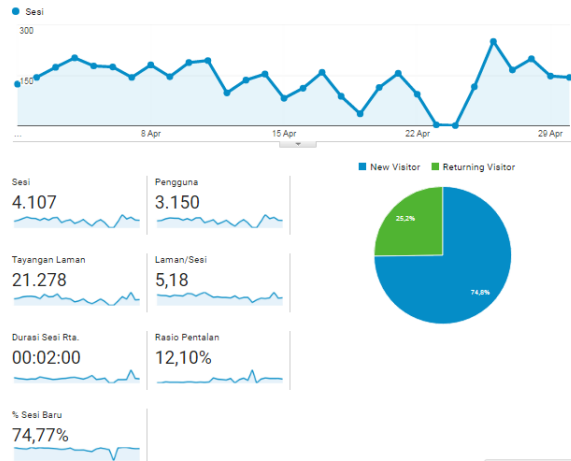 Sesi
300
150
...
8 Apr
15 Apr
22 Apr
29 Apr
New Visitor
Returning Visitor
Sesi
4.107
Pengguna
3.150
Tayangan Laman
21.278
Laman/Sesi
5,18
Durasi Sesi Rta.
00:02:00
Rasio Pentalan
12,10%
% Sesi Baru
74,77%
25,2%
74,8%